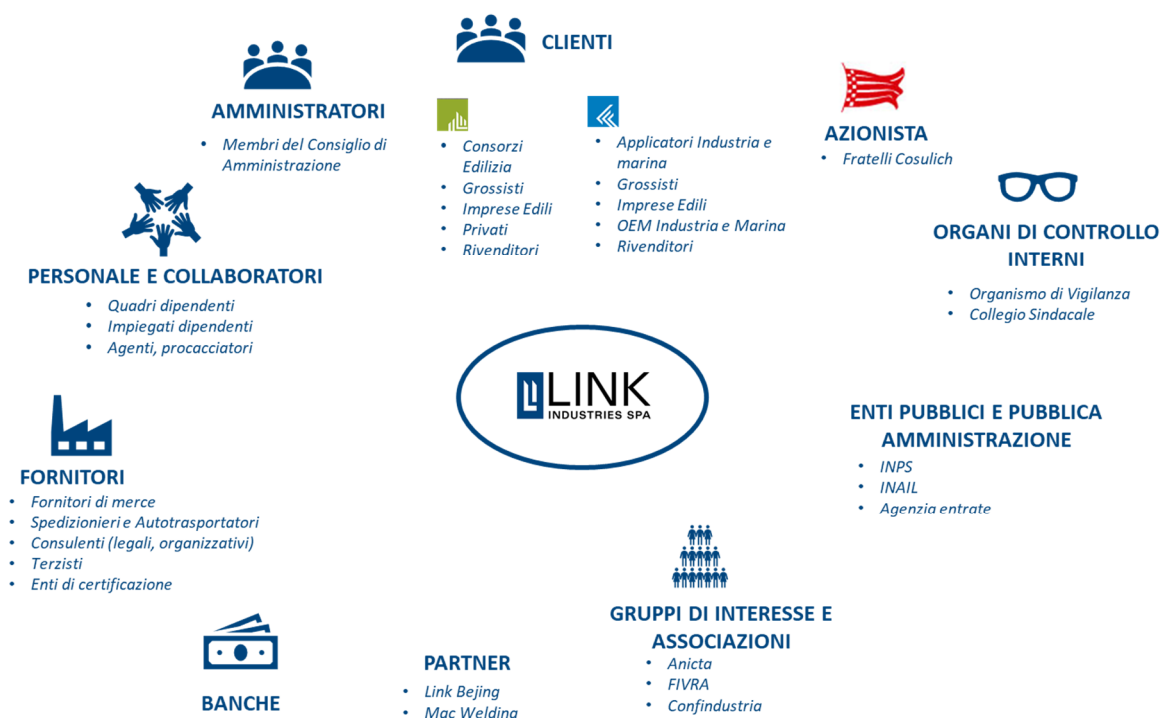 CLIENTI
AMMINISTRATORI
• Membri del Consiglio di
Amministrazione
• Consorzi
Edilizia
• Grossisti
• Imprese Edili
• Privati
• Rivenditori
• Applicatori Industria e
marina
• Grossisti
• Imprese Edili
• OEM Industria e Marina
• Rivenditori
AZIONISTA
• Fratelli Cosulich
ORGANI DI CONTROLLO
INTERNI
• Organismo di Vigilanza
• Collegio Sindacale
PERSONALE E COLLABORATORI
• Quadri dipendenti
• Impiegati dipendenti
• Agenti, procacciatori
LINK
INDUSTRIES SPA
ENTI PUBBLICI E PUBBLICA
AMMINISTRAZIONE
• INPS
• INAIL
• Agenzia entrate
FORNITORI
• Fornitori di merce
• Spedizionieri e Autotrasportatori
• Consulenti (legali, organizzativi)
• Terzisti
• Enti di certificazione
GRUPPI DI INTERESSE E
ASSOCIAZIONI
• Anicta
• FIVRA
• Confindustria
PARTNER
• Link Bejing
• Mac Welding
BANCHE